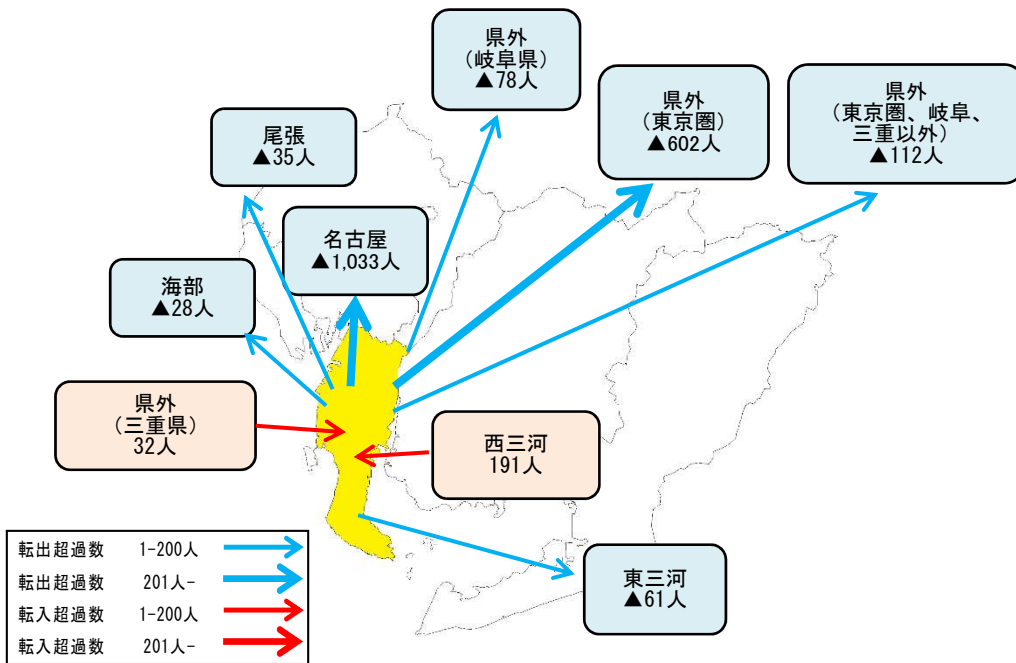 県外
（岐阜県）
▲78人
県外
（東京圏）
▲602人
県外
（東京圏、岐阜、
三重以外）
▲112人
尾張
▲35人
名古屋
▲1,033人
海部
▲28人
県外
（三重県）
32人
西三河
191人
東三河
▲61人
転出超過数 1-200人
転出超過数 201人-
転入超過数 1-200人
転入超過数 201人-